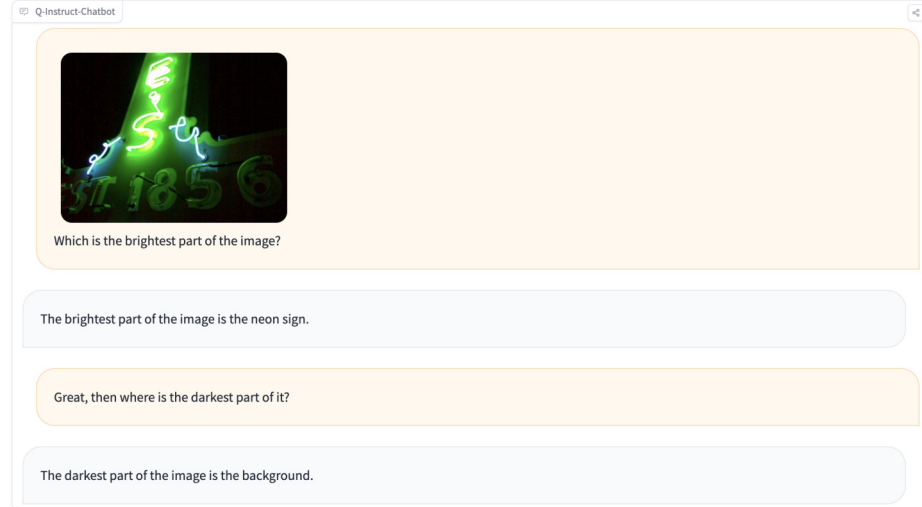 Q-Instruct-Chatbot
E
i
S
ST. 1856
Which is the brightest part of the image?
The brightest part of the image is the neon sign.
Great, then where is the darkest part of it?
The darkest part of the image is the background.